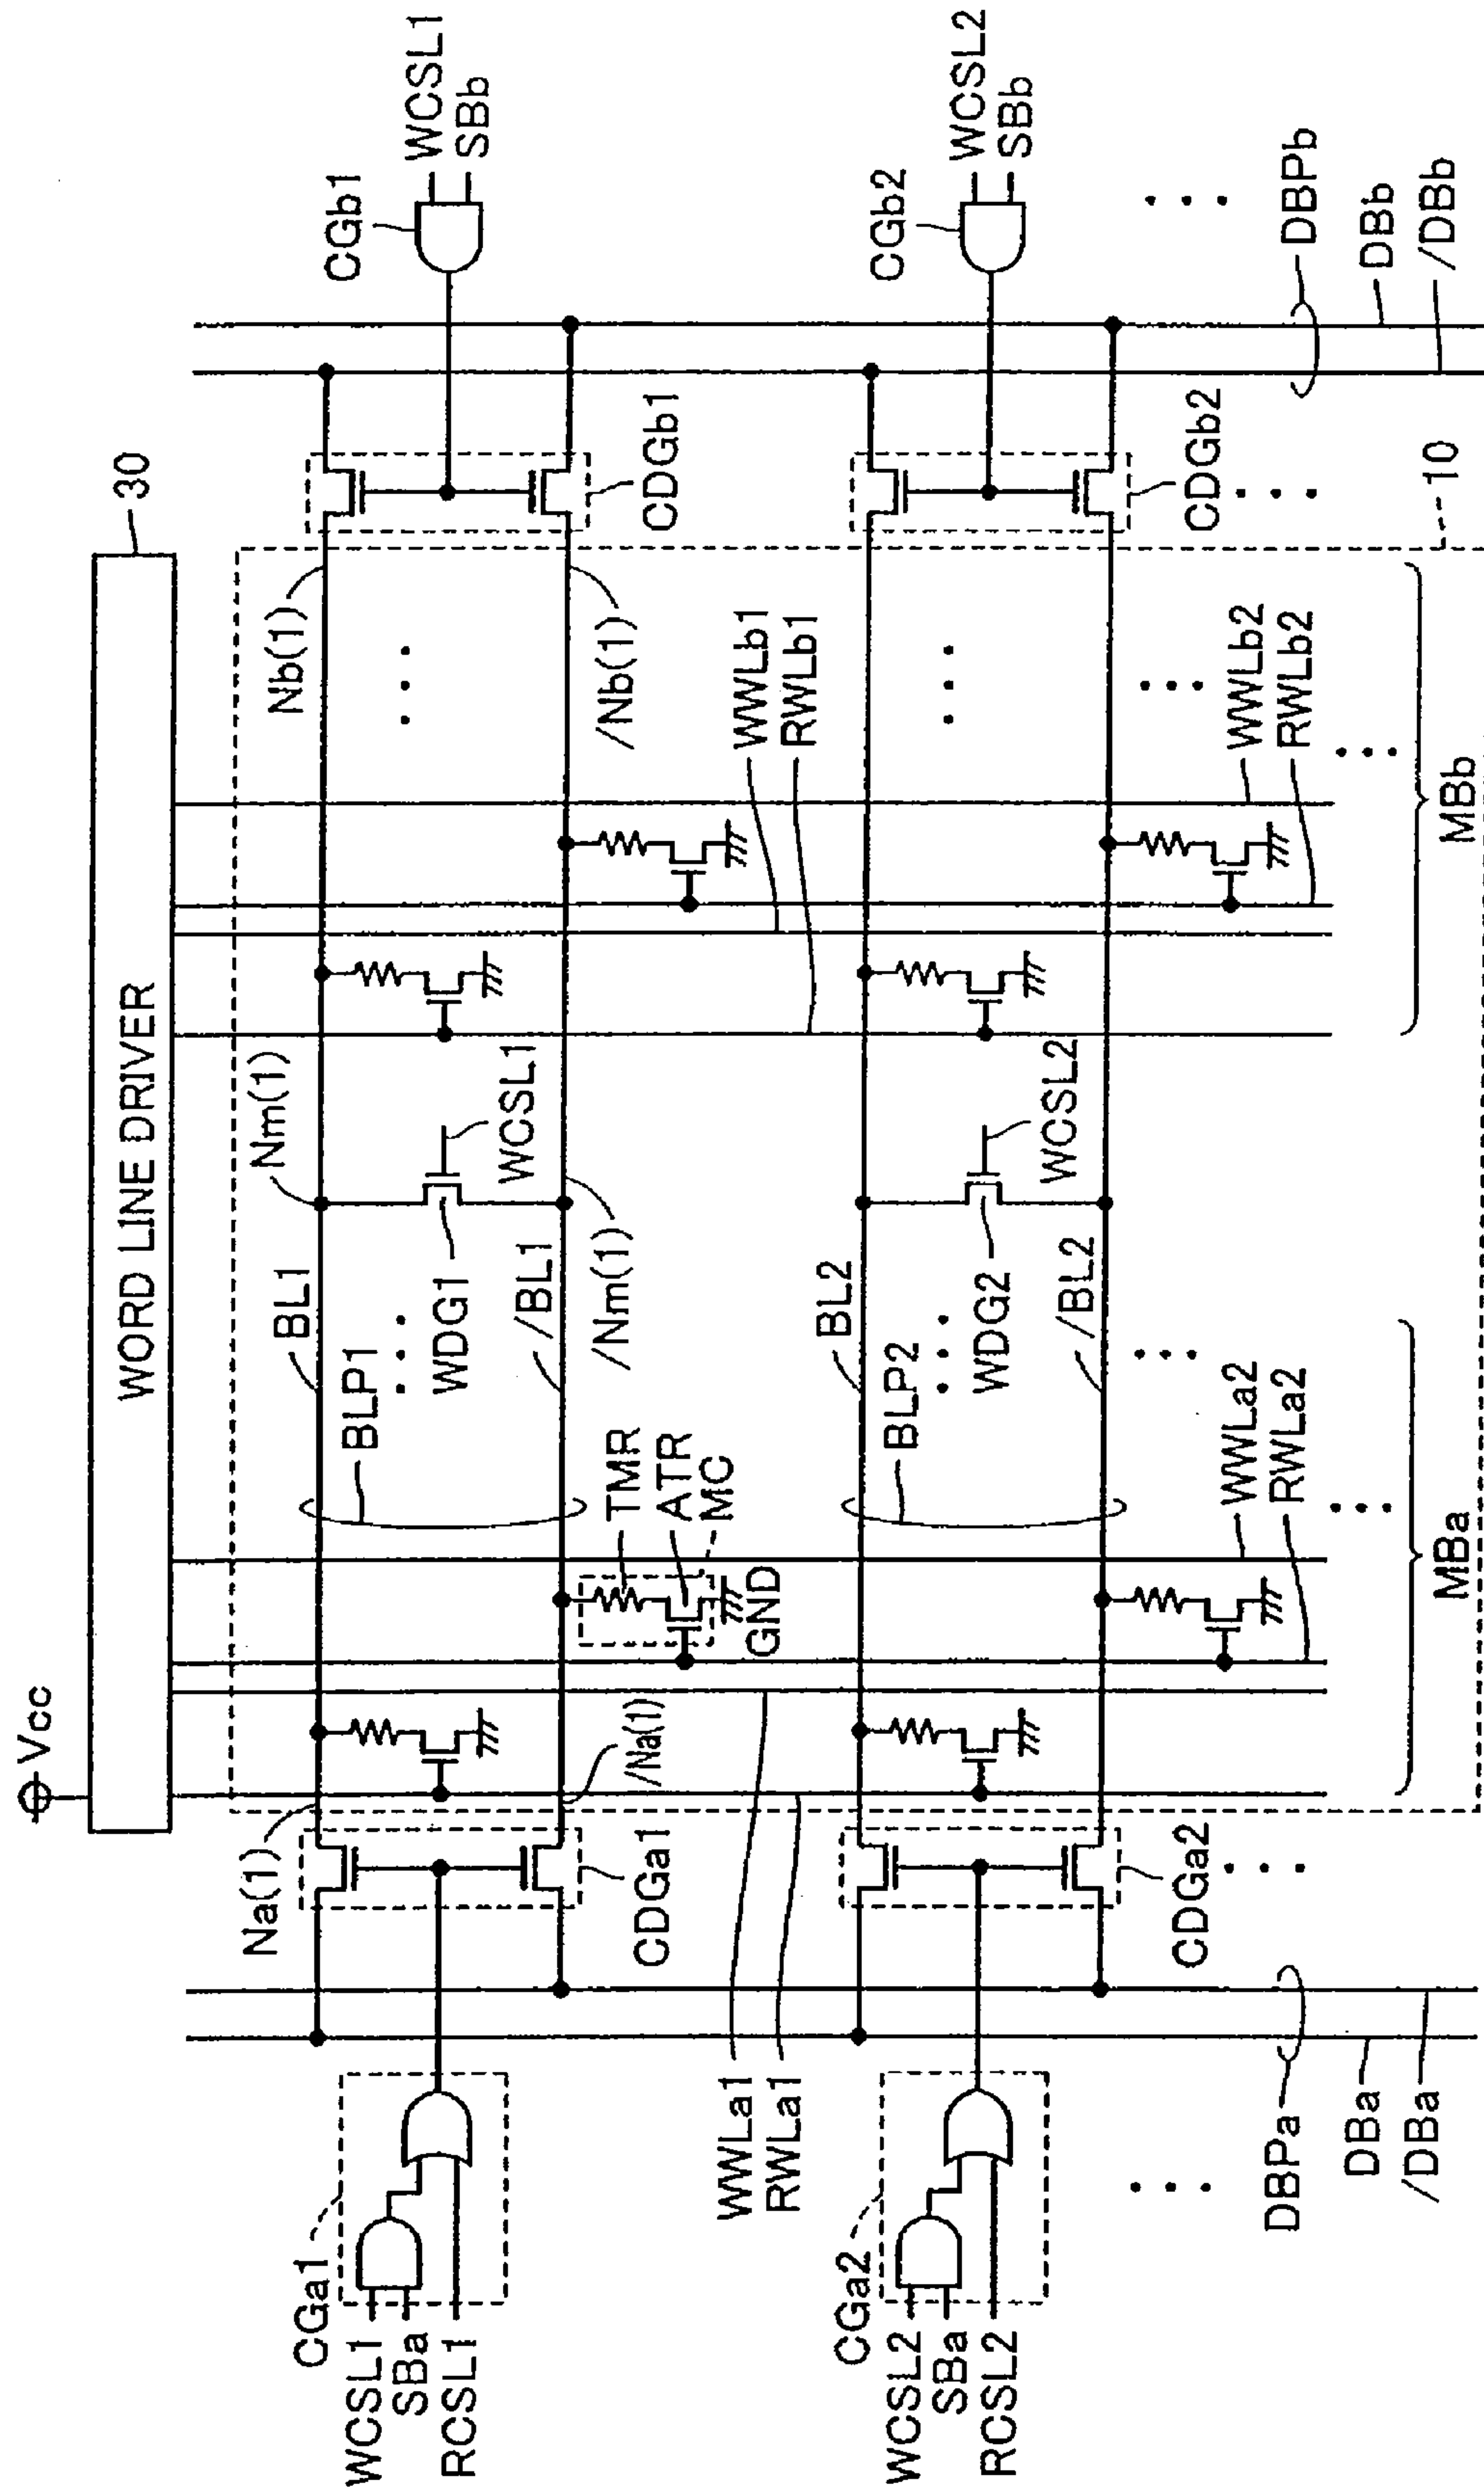 Vcc
30
WORD LINE DRIVER
CGa1
WCSL1
SBa
RCSL1
Na(1)
CDGa1
/Na(1)
BL1
BLP1
WDG1
/BL1
/Nm(1)
Nm(1)
WCSL1
TMR
ATR
MC
GND
Nb(1)
/Nb(1)
CDGb1
CGb1
WCSL1
SBb
WWLa1
RWLa1
WWLb1
RWLb1
CGa2
WCSL2
SBa
RCSL2
CDGa2
BL2
BLP2
WDG2
/BL2
WCSL2
CDGb2
CGb2
WCSL2
SBb
WWLa2
RWLa2
WWLb2
RWLb2
DBPa
DBa
/DBa
MBa
MBb
10
DBPb
DBb
/DBb